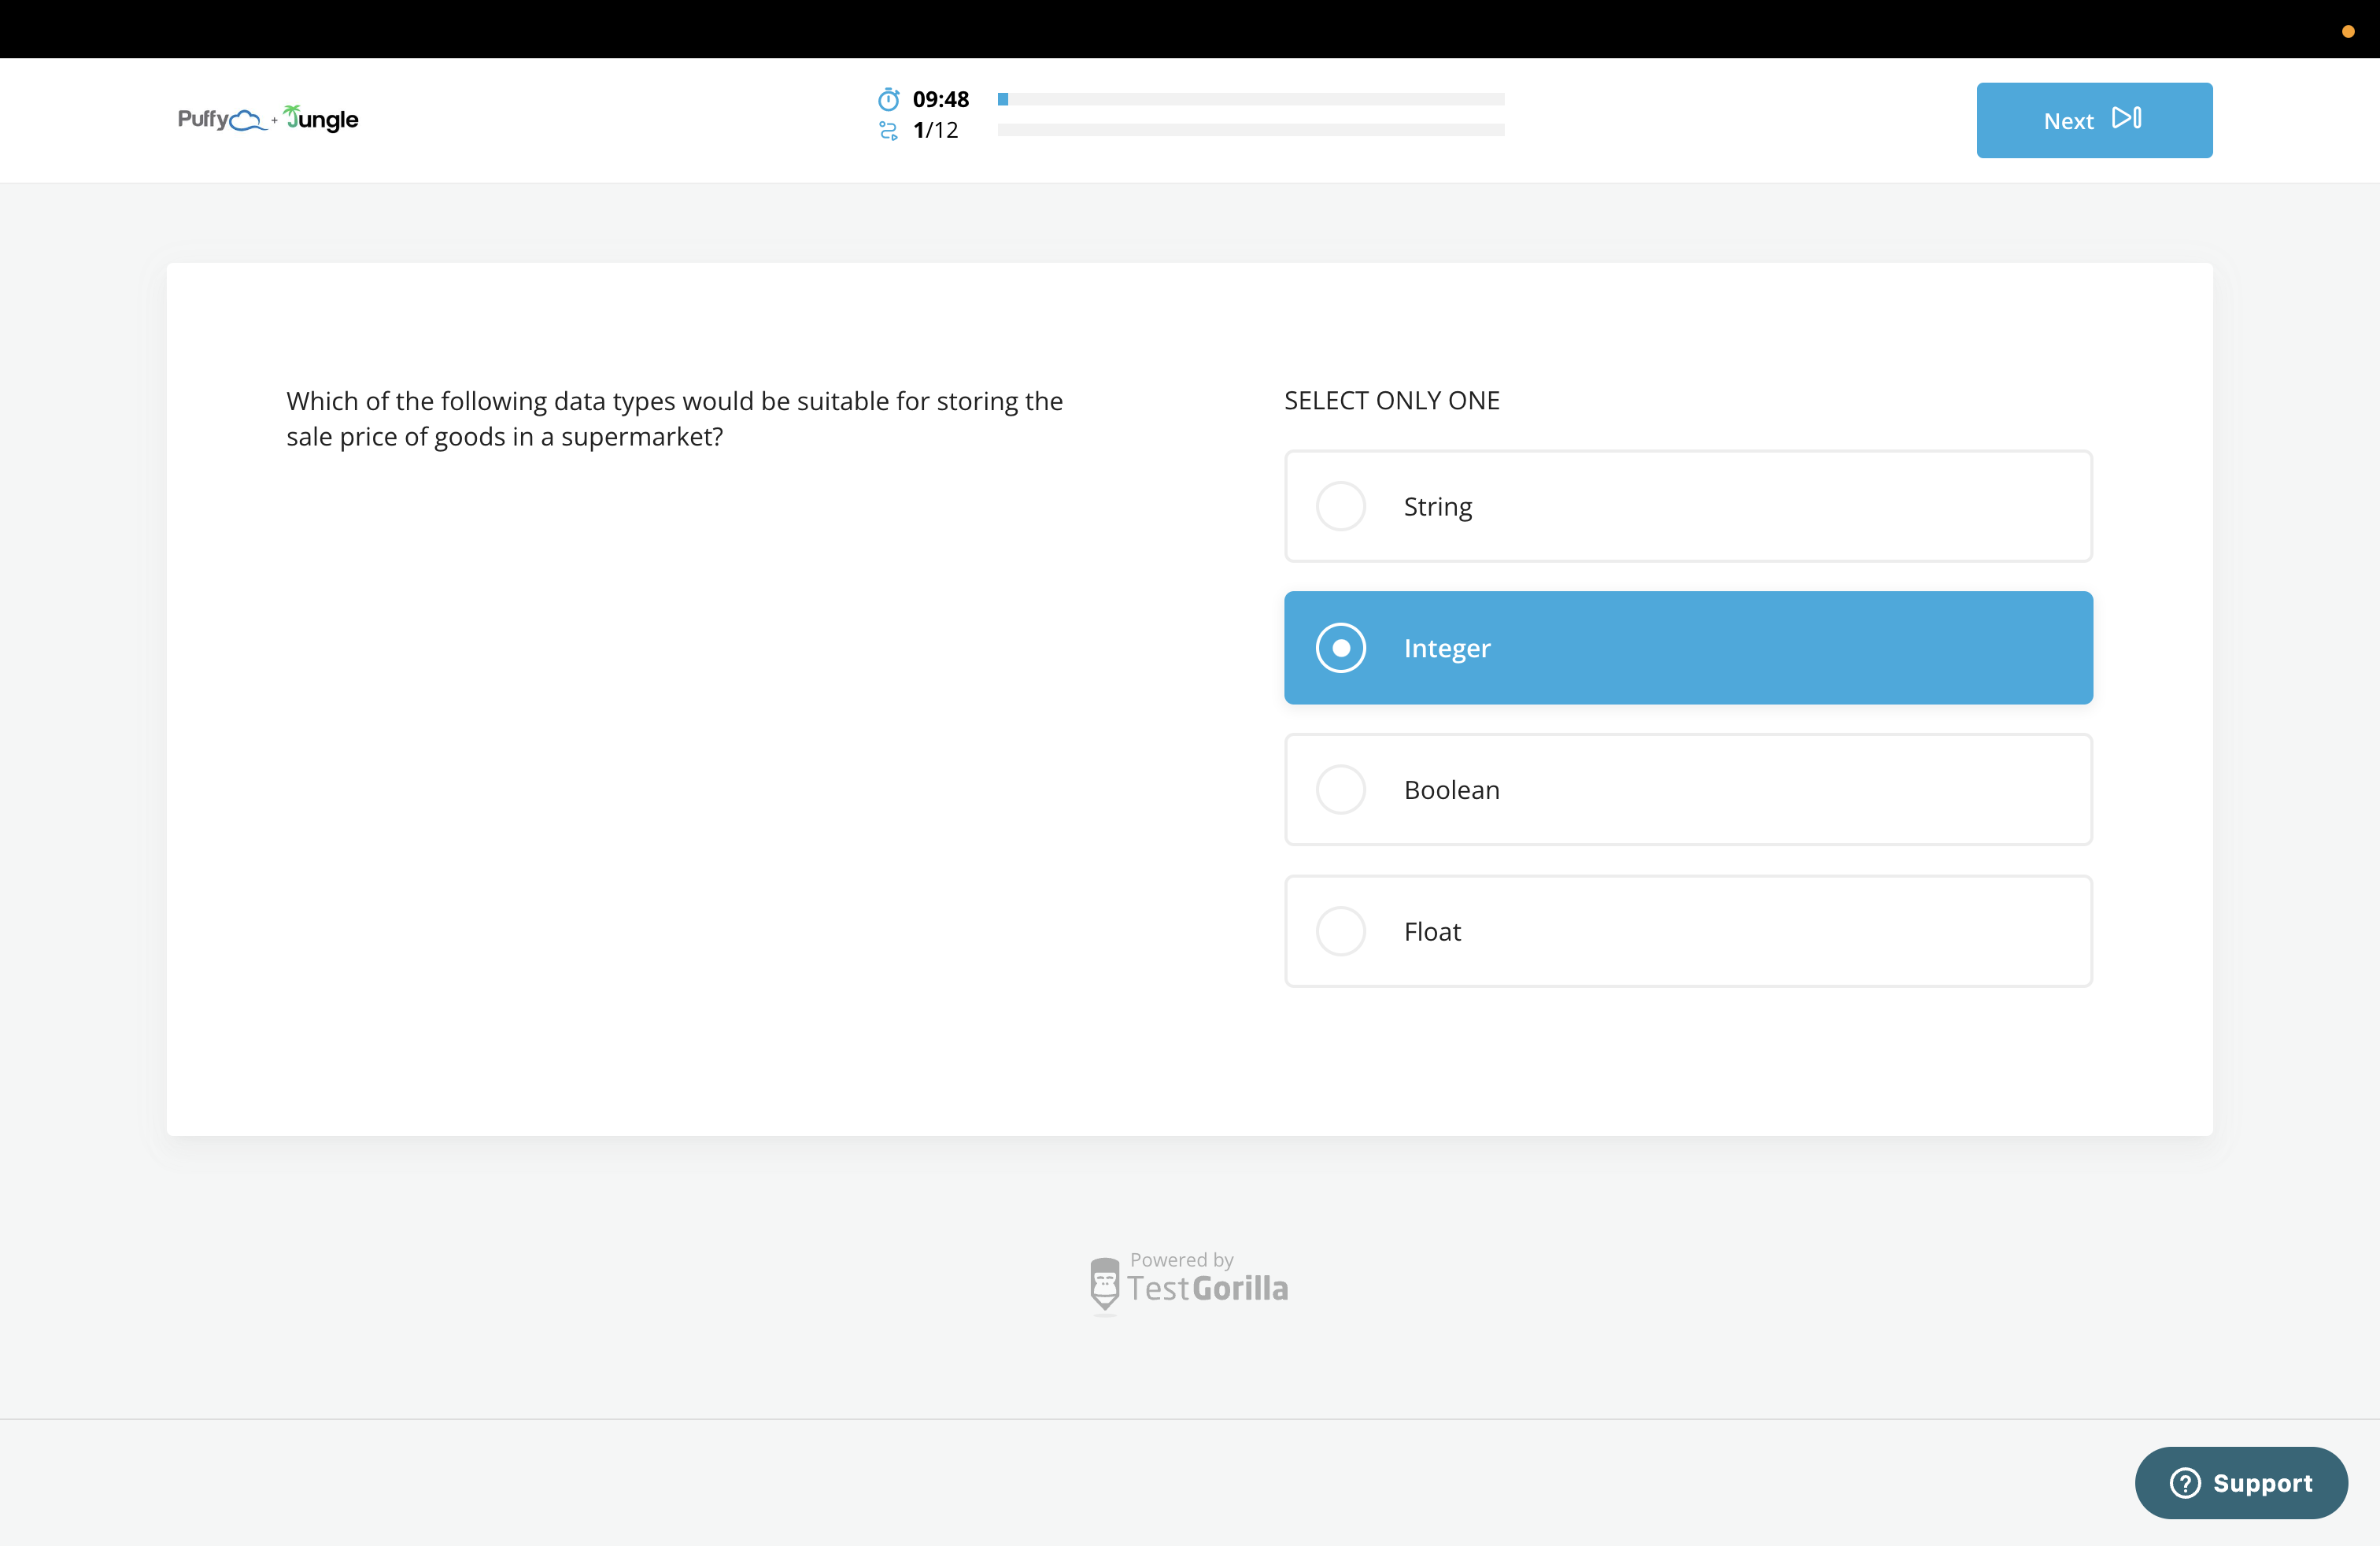 Puffy + Jungle
09:48
1/12
Next
Which of the following data types would be suitable for storing the
sale price of goods in a supermarket?
SELECT ONLY ONE
String
Integer
Boolean
Float
Powered by
TestGorilla
Support